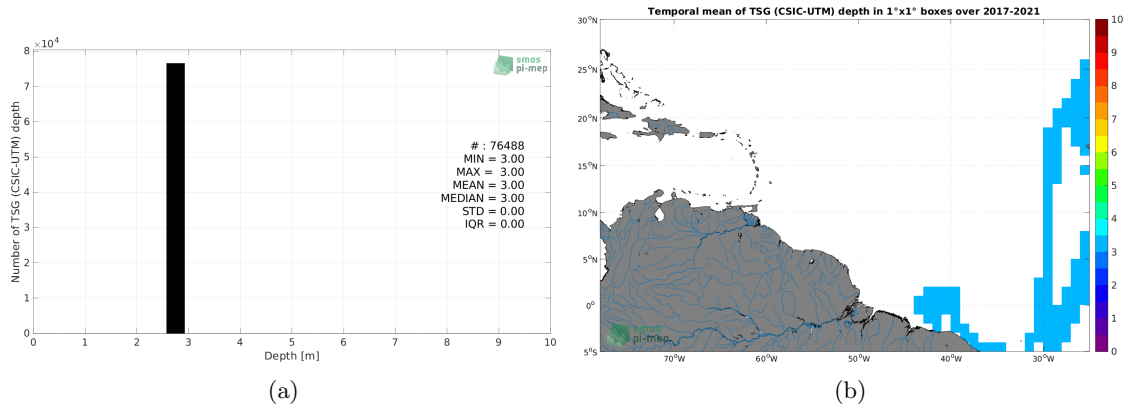 ×10⁴
8
7
6
5
4
3
2
1
0
Number of TSG (CSIC-UTM) depth
smos
pi-mep
# : 76488
MIN = 3.00
MAX = 3.00
MEAN = 3.00
MEDIAN = 3.00
STD = 0.00
IQR = 0.00
0 1 2 3 4 5 6 7 8 9 10
Depth [m]
(a)
Temporal mean of TSG (CSIC-UTM) depth in 1°x1° boxes over 2017-2021
30°N
25°N
20°N
15°N
10°N
5°N
0°
5°S
smos
pi-mep
70°W 60°W 50°W 40°W 30°W
10
9
8
7
6
5
4
3
2
1
0
(b)